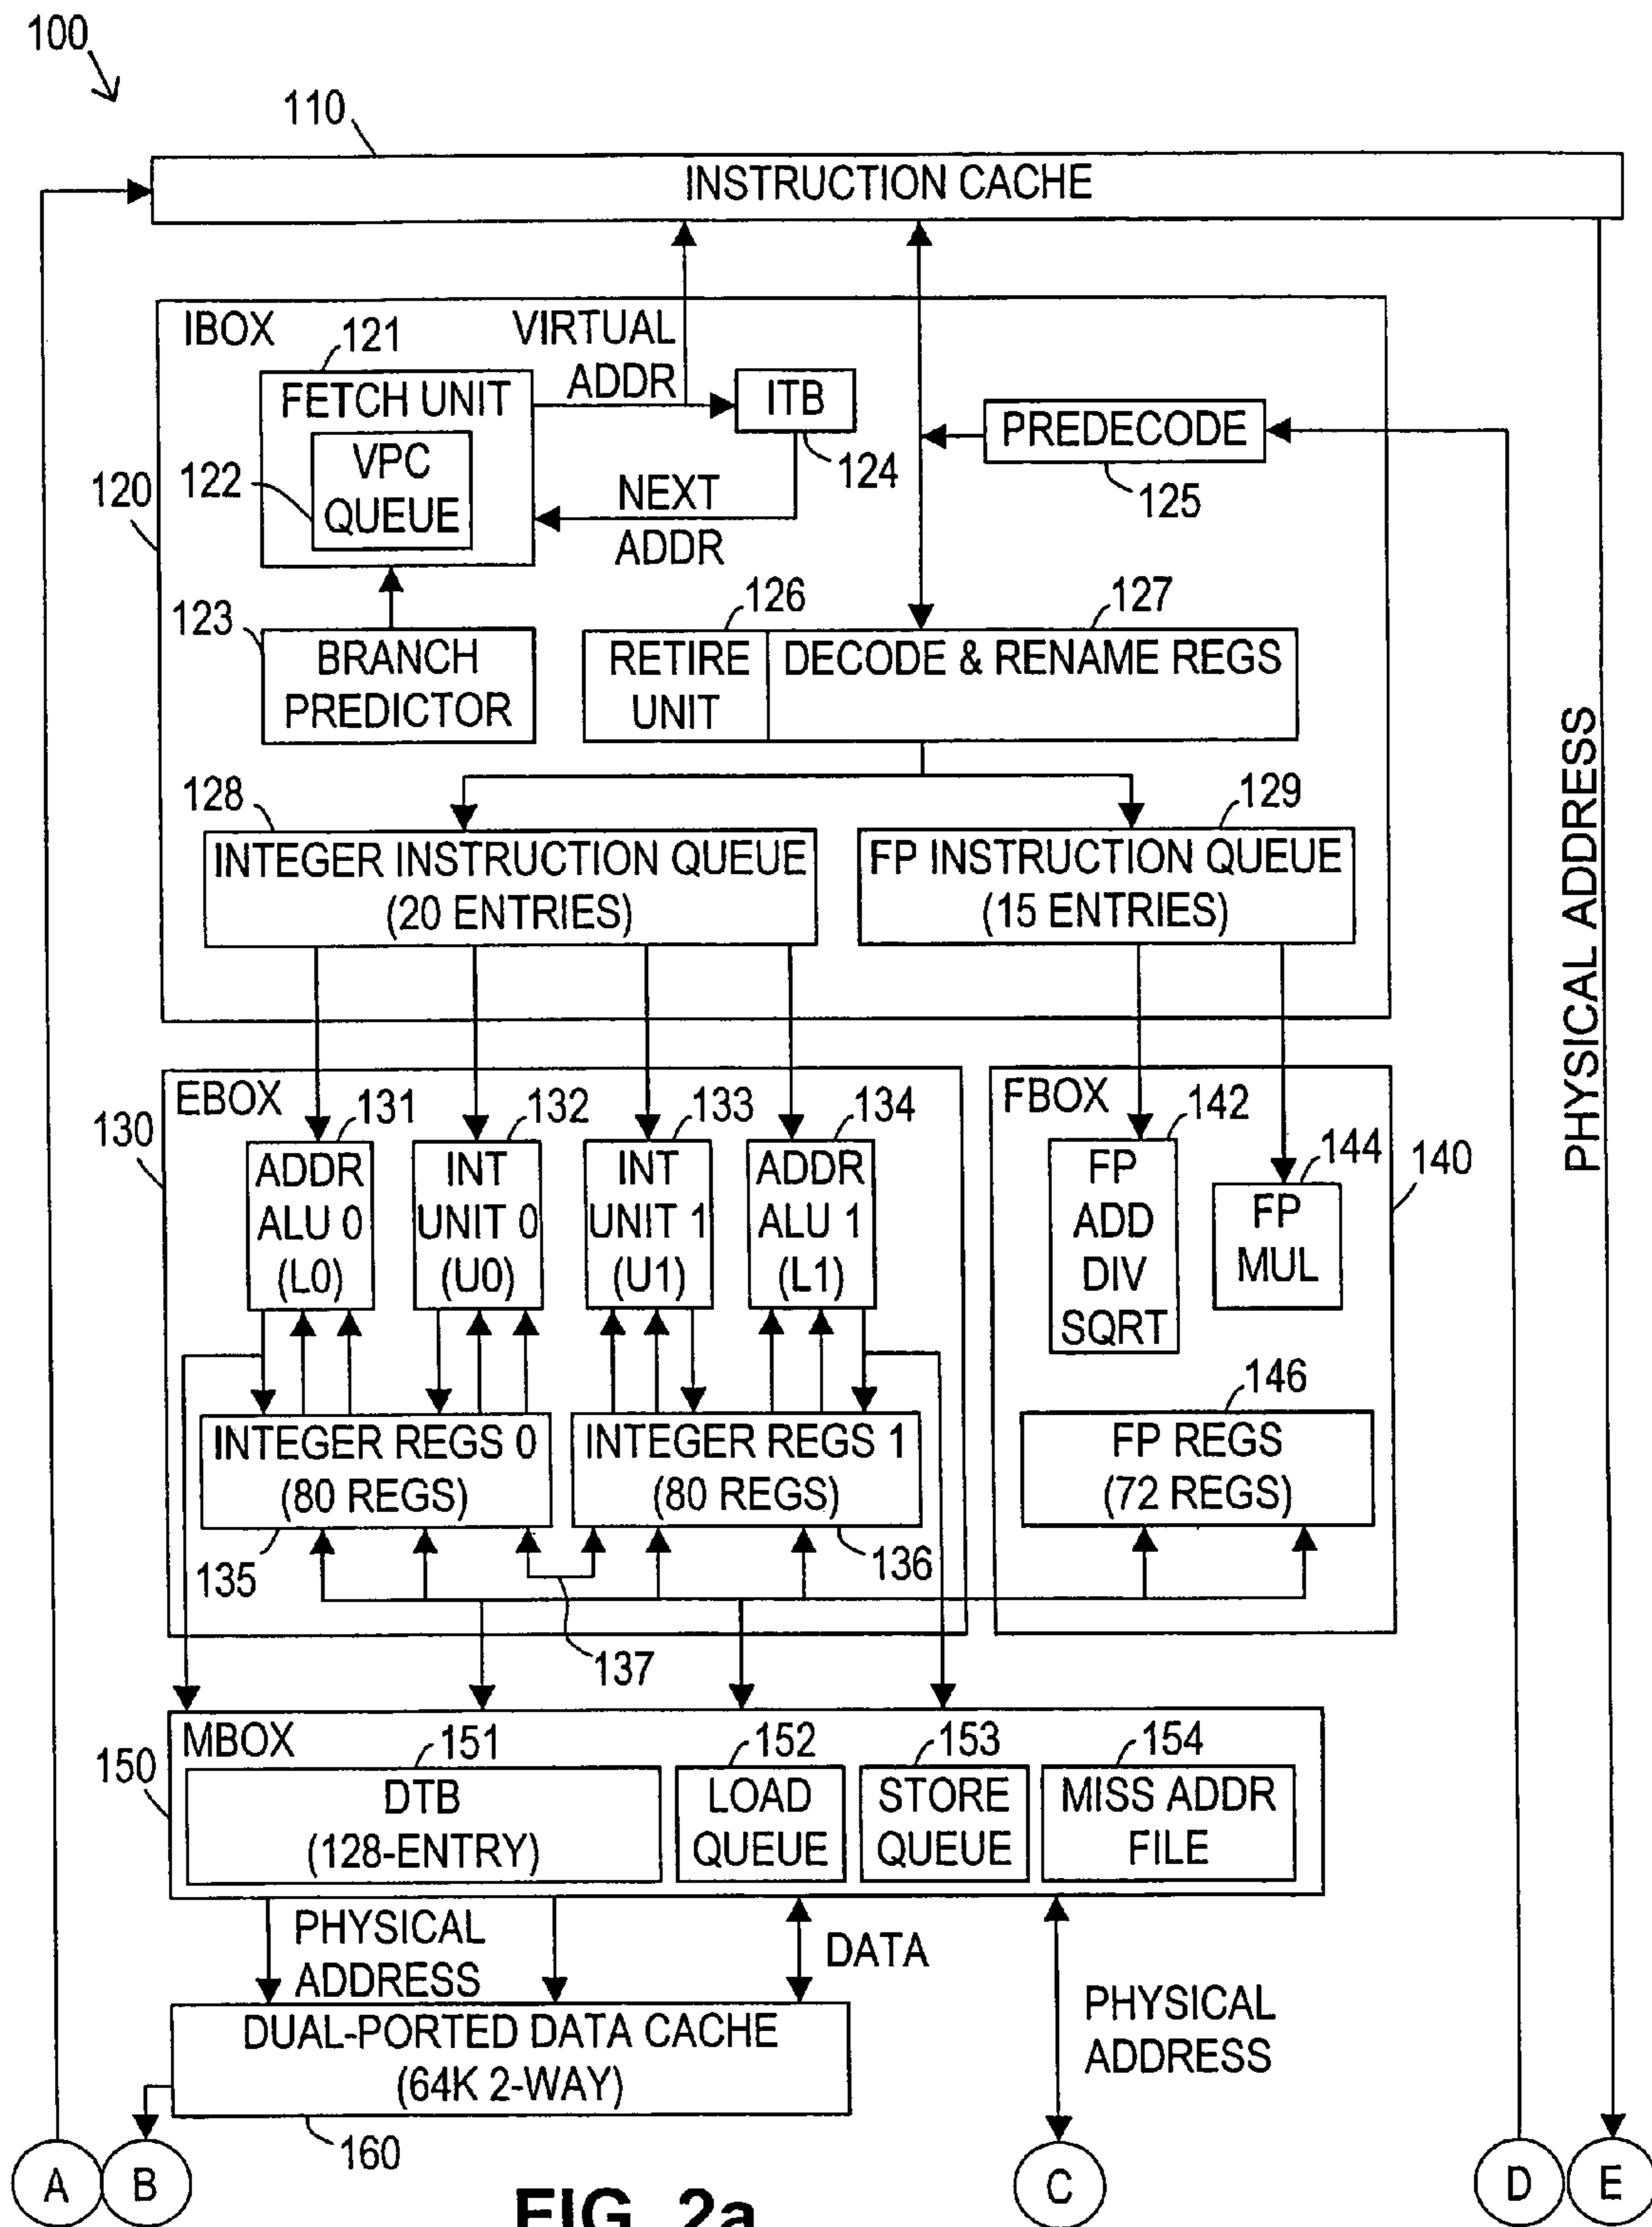 100
110
INSTRUCTION CACHE
IBOX
121
VIRTUAL
ADDR
FETCH UNIT
ITB
PREDECODE
VPC
QUEUE
122
120
124
125
NEXT
ADDR
126
127
123
BRANCH
PREDICTOR
RETIRE
UNIT
DECODE & RENAME REGS
PHYSICAL ADDRESS
128
129
INTEGER INSTRUCTION QUEUE
(20 ENTRIES)
FP INSTRUCTION QUEUE
(15 ENTRIES)
EBOX
131
132
133
134
130
ADDR
ALU 0
(L0)
INT
UNIT 0
(U0)
INT
UNIT 1
(U1)
ADDR
ALU 1
(L1)
FBOX
142
144
140
FP
ADD
DIV
SQRT
FP
MUL
146
INTEGER REGS 0
(80 REGS)
INTEGER REGS 1
(80 REGS)
FP REGS
(72 REGS)
135
136
137
MBOX
151
152
153
154
150
DTB
(128-ENTRY)
LOAD
QUEUE
STORE
QUEUE
MISS ADDR
FILE
PHYSICAL
ADDRESS
DATA
PHYSICAL
ADDRESS
DUAL-PORTED DATA CACHE
(64K 2-WAY)
160
A
B
C
D
E
FIG. 2a